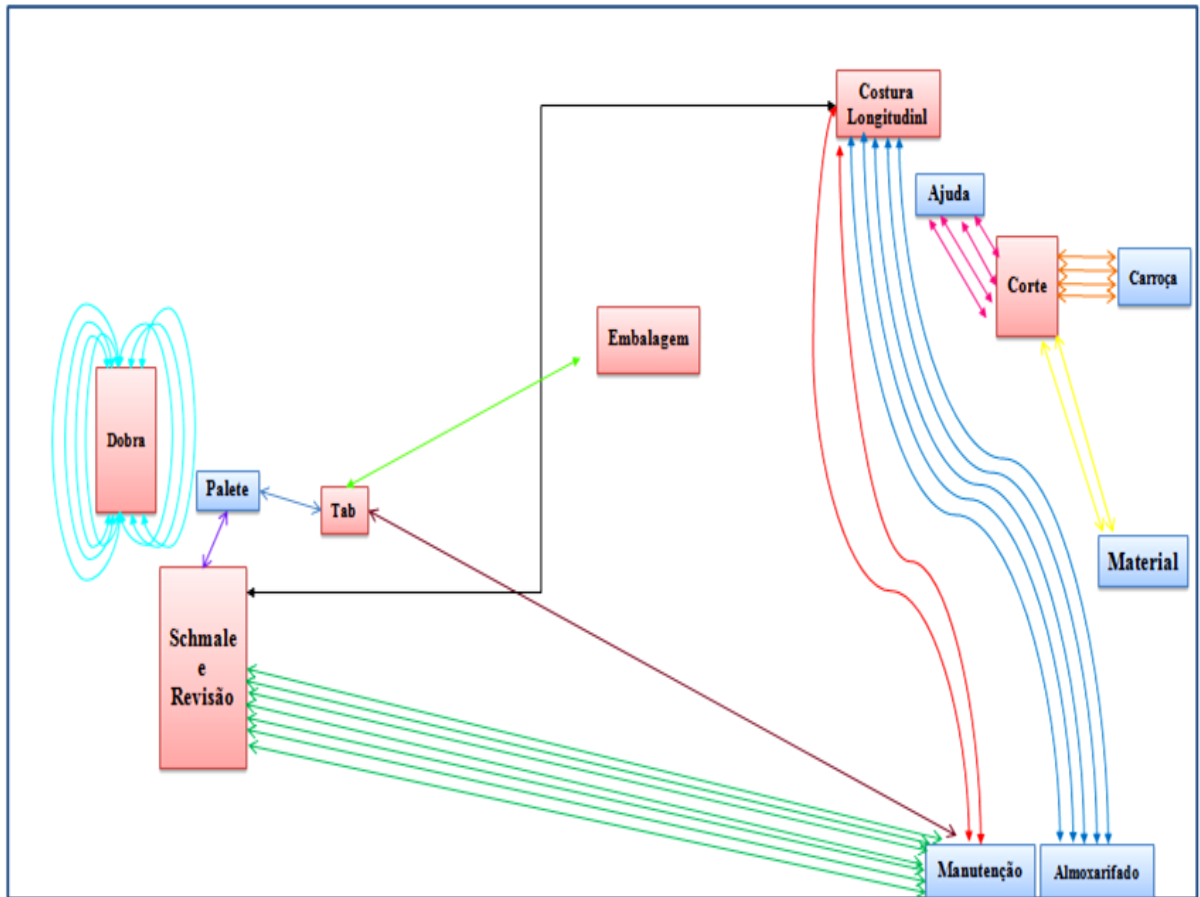 Costura
Longitudinl
Ajuda
Corte
Carroça
Embalagem
Dobra
Palete
Tab
Material
Schmale
e
Revisão
Manutenção
Almoxarifado